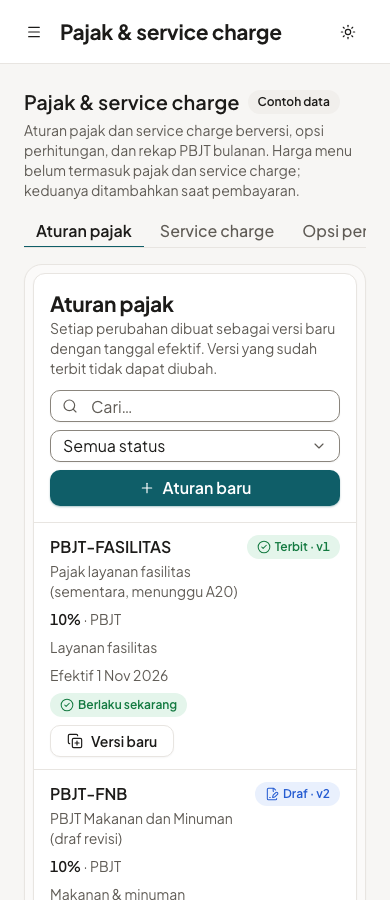 Pajak & service charge
Pajak & service charge
Contoh data
Aturan pajak dan service charge berversi, opsi
perhitungan, dan rekap PBJT bulanan. Harga menu
belum termasuk pajak dan service charge;
keduanya ditambahkan saat pembayaran.
Aturan pajak
Service charge
Opsi per
Aturan pajak
Setiap perubahan dibuat sebagai versi baru
dengan tanggal efektif. Versi yang sudah
terbit tidak dapat diubah.
Cari…
Semua status
Aturan baru
PBJT-FASILITAS
Terbit · v1
Pajak layanan fasilitas
(sementara, menunggu A20)
10% · PBJT
Layanan fasilitas
Efektif 1 Nov 2026
Berlaku sekarang
Versi baru
PBJT-FNB
Draf · v2
PBJT Makanan dan Minuman
(draf revisi)
10% · PBJT
Makanan & minuman